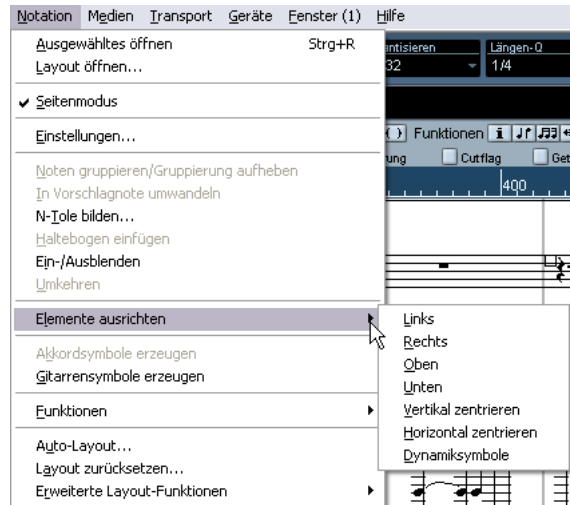 Notation Medien Transport Geräte Fenster (1) Hilfe
Ausgewähltes öffnen Strg+R
Layout öffnen...
Seitenmodus
Einstellungen...
Noten gruppieren/Gruppierung aufheben
In Vorschlagnote umwandeln
N-Tole bilden...
Haltebogen einfügen
Ein-/Ausblenden
Umkehren
Elemente ausrichten
Akkordsymbole erzeugen
Gitarrensymbole erzeugen
Funktionen
Auto-Layout...
Layout zurücksetzen...
Erweiterte Layout-Funktionen
Links
Rechts
Oben
Unten
Vertikal zentrieren
Horizontal zentrieren
Dynamiksymbole
Längen-Q
32 1/4
Funktionen
Cutflag
400